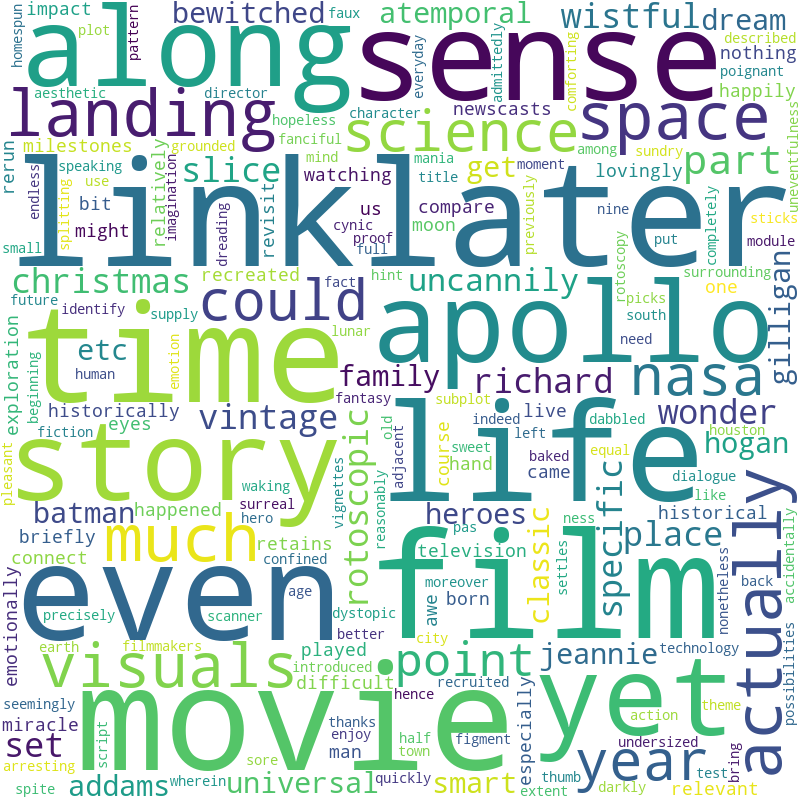 homespun
impact
faux
bewitched
atemporal
wistful
dream
described
plot
pattern
along
sense
everyday
admittedly
comforting
nothing
poignant
aesthetic
director
happily
landing
hopeless
newscasts
space
milestones
grounded
character
fanciful
science
among
sundry
rerun
speaking
slice
relatively
imagination
mind
mania
moment
get
lovingly
part
uneventfulness
endless
splitting
use
watching
title
previously
linklater
bit
dreading
revisit
us
compare
cynic
nine
put
completely
sticks
small
might
moon
proof
full
module
christmas
recreated
fact
hint
uncannily
rotoscopy
surrounding
picks
one
future
identify
supply
could
lunar
south
need
gilligan
time
apollo
etc
human
emotion
family
richard
nasa
exploration
beginning
fantasy
subplot
historically
vintage
old
adjacent
life
live
dabbled
wonder
fiction
eyes
rotoscopic
indeed
left
course
came
equal
houston
hogan
story
pleasant
waking
vignettes
reasonably
sweet
hand
baked
dialogue
like
surreal
specific
batman
happened
hero
heroes
historical
actually
briefly
much
retains
confined
pas
ness
classic
settles
place
connect
television
awe
film
accidentally
emotionally
even
age
moreover
born
nonetheless
back
precisely
scanner
dystopic
better
city
earth
filmmakers
played
point
jeannie
technology
visuals
introduced
difficult
recruited
possibilities
seemingly
movie
hence
yet
theme
miracle
script
thanks
enjoy
half
figment
especially
action
set
man
town
undersized
bring
arresting
sore
year
test
spite
addams
wherein
universal
quickly
smart
extent
thumb
darkly
relevant